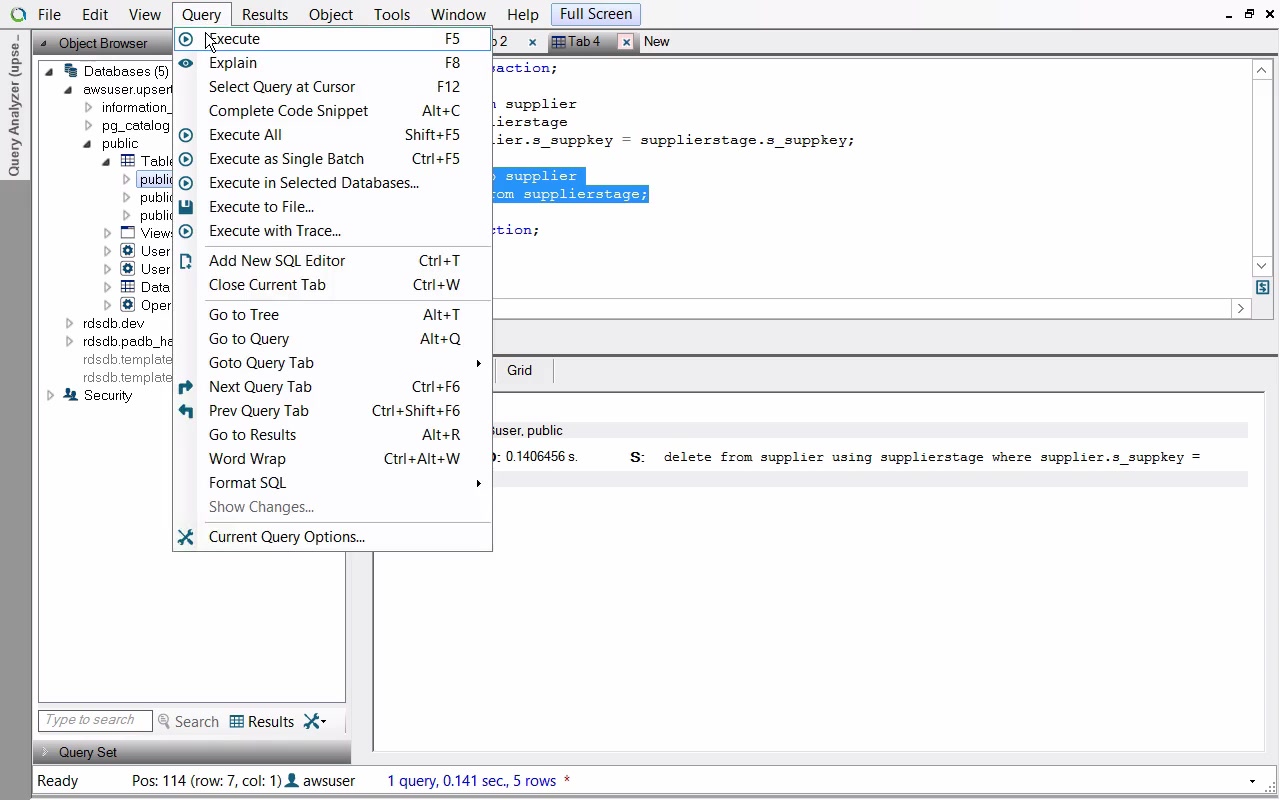 File Edit View Query Results Object Tools Window Help Full Screen
Query Analyzer (upse...
Object Browser
Tab 4 New
Databases (5)
awsuser.upsert
information_
pg_catalog
public
Table
public
public
public
Views
User
User
Data
Oper
rdsdb.dev
rdsdb.padb_ha
rdsdb.template
rdsdb.template
Security
Execute F5
Explain F8
Select Query at Cursor F12
Complete Code Snippet Alt+C
Execute All Shift+F5
Execute as Single Batch Ctrl+F5
Execute in Selected Databases...
Execute to File...
Execute with Trace...
Add New SQL Editor Ctrl+T
Close Current Tab Ctrl+W
Go to Tree Alt+T
Go to Query Alt+Q
Goto Query Tab
Next Query Tab Ctrl+F6
Prev Query Tab Ctrl+Shift+F6
Go to Results Alt+R
Word Wrap Ctrl+Alt+W
Format SQL
Show Changes...
Current Query Options...
saction;
supplier
lierstage
lier.s_suppkey = supplierstage.s_suppkey;
supplier
om supplierstage;
ction;
Grid
user, public
0.1406456 s. S: delete from supplier using supplierstage where supplier.s_suppkey =
Type to search Search Results
Query Set
Ready Pos: 114 (row: 7, col: 1) awsuser 1 query, 0.141 sec., 5 rows *